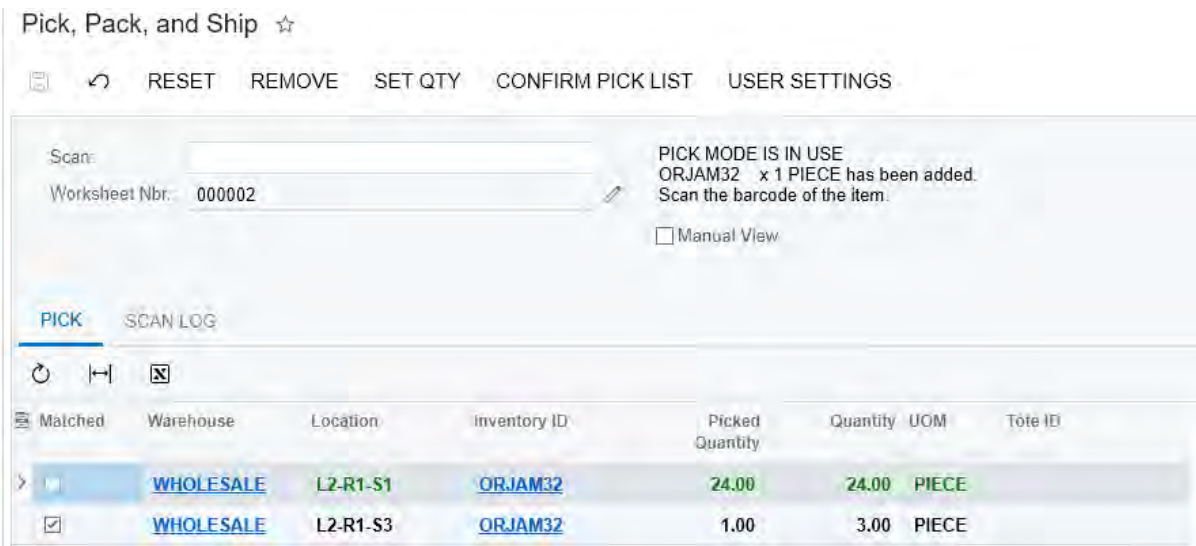 Pick, Pack, and Ship
RESET REMOVE SET QTY CONFIRM PICK LIST USER SETTINGS
Scan:
PICK MODE IS IN USE
ORJAM32 x 1 PIECE has been added.
Worksheet Nbr.: 000002
Scan the barcode of the item.
Manual View
PICK SCAN LOG
Matched Warehouse Location Inventory ID Picked Quantity Quantity UOM Tote ID
WHOLESALE L2-R1-S1 ORJAM32 24.00 24.00 PIECE
WHOLESALE L2-R1-S3 ORJAM32 1.00 3.00 PIECE